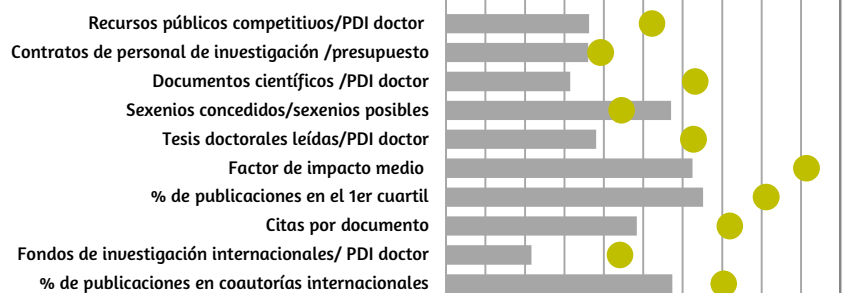 Recursos públicos competitivos/PDI doctor
Contratos de personal de investigación /presupuesto
Documentos científicos /PDI doctor
Sexenios concedidos/sexenios posibles
Tesis doctorales leídas/PDI doctor
Factor de impacto medio
% de publicaciones en el 1er cuartil
Citas por documento
Fondos de investigación internacionales/ PDI doctor
% de publicaciones en coautorías internacionales